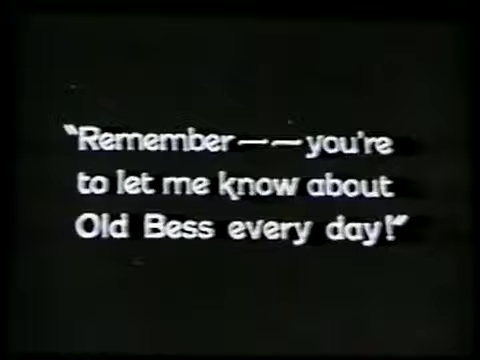 "Remember — — you're
to let me know about
Old Bess every day!"